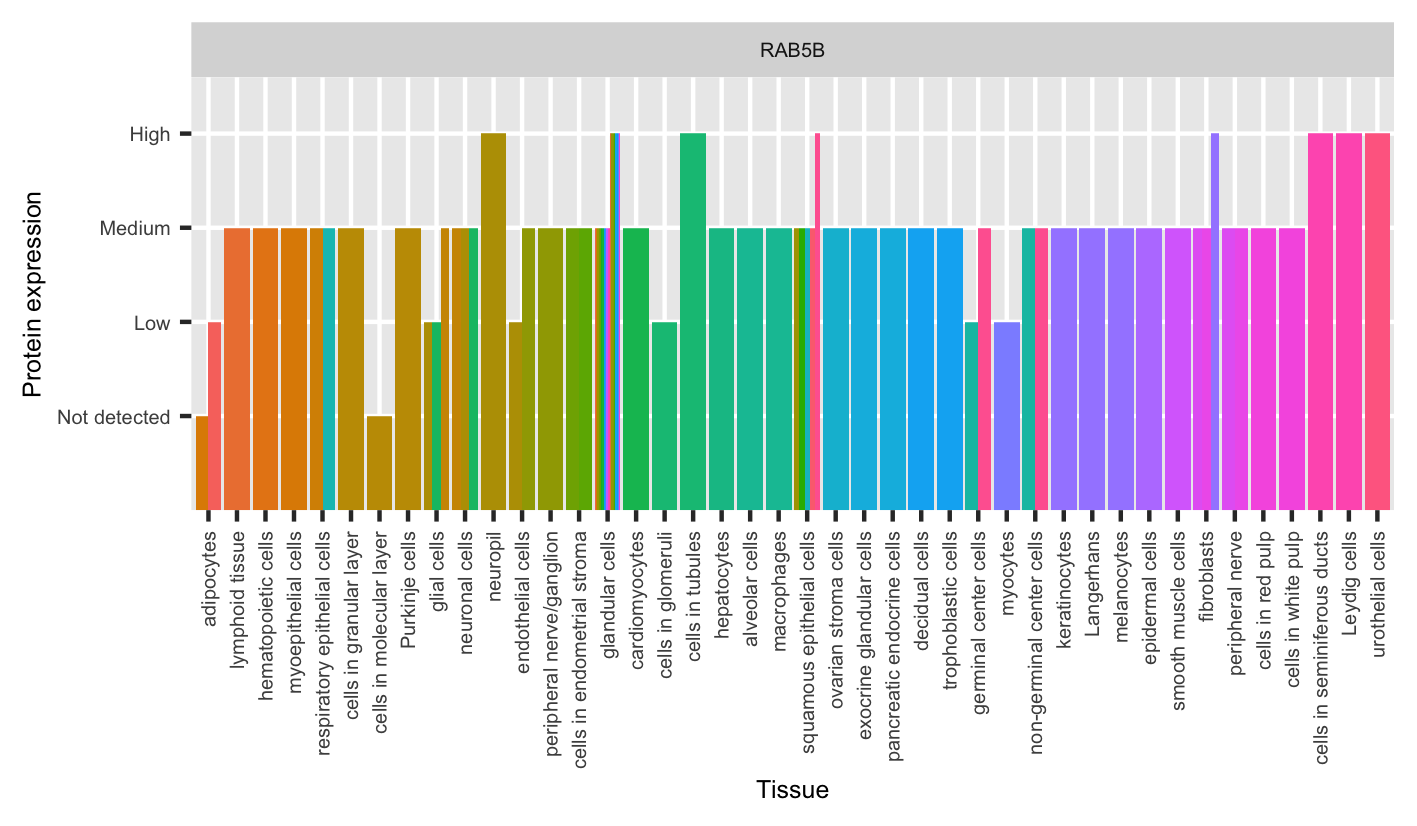 RAB5B
Protein expression
High
Medium
Low
Not detected
adipocytes
lymphoid tissue
hematopoietic cells
myoepithelial cells
respiratory epithelial cells
cells in granular layer
cells in molecular layer
Purkinje cells
glial cells
neuronal cells
neuropil
endothelial cells
peripheral nerve/ganglion
cells in endometrial stroma
glandular cells
cardiomyocytes
cells in glomeruli
cells in tubules
hepatocytes
alveolar cells
macrophages
squamous epithelial cells
ovarian stroma cells
exocrine glandular cells
pancreatic endocrine cells
decidual cells
trophoblastic cells
germinal center cells
myocytes
non-germinal center cells
keratinocytes
Langerhans
melanocytes
epidermal cells
smooth muscle cells
fibroblasts
peripheral nerve
cells in red pulp
cells in white pulp
cells in seminiferous ducts
Leydig cells
urothelial cells
Tissue